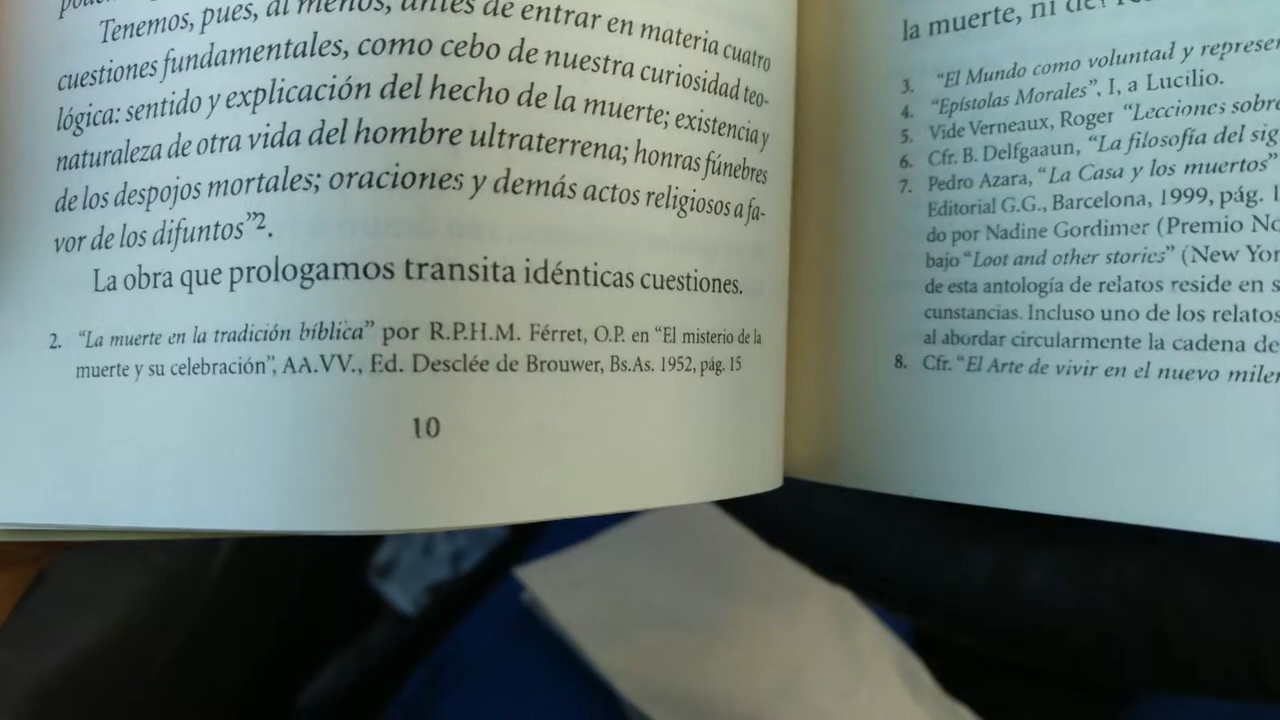 Tenemos, pues, al menos, antes de entrar en materia cuatro
cuestiones fundamentales, como cebo de nuestra curiosidad teo-
lógica: sentido y explicación del hecho de la muerte; existencia y
naturaleza de otra vida del hombre ultraterrena; honras fúnebres
de los despojos mortales; oraciones y demás actos religiosos a fa-
vor de los difuntos”2.
La obra que prologamos transita idénticas cuestiones.
2. “La muerte en la tradición bíblica” por R.P.H.M. Férret, O.P. en “El misterio de la
muerte y su celebración”, AA.VV., Ed. Desclée de Brouwer, Bs.As. 1952, pág. 15
10
la muerte, ni
3. “El Mundo como voluntad y represen
4. “Epístolas Morales”, I, a Lucilio.
5. Vide Verneaux, Roger “Lecciones sobre
6. Cfr. B. Delfgaaun, “La filosofía del sig
7. Pedro Azara, “La Casa y los muertos”
Editorial G.G., Barcelona, 1999, pág. 1
do por Nadine Gordimer (Premio No
bajo “Loot and other stories” (New Yor
de esta antología de relatos reside en s
cunstancias. Incluso uno de los relatos
al abordar circularmente la cadena de
8. Cfr. “El Arte de vivir en el nuevo milen